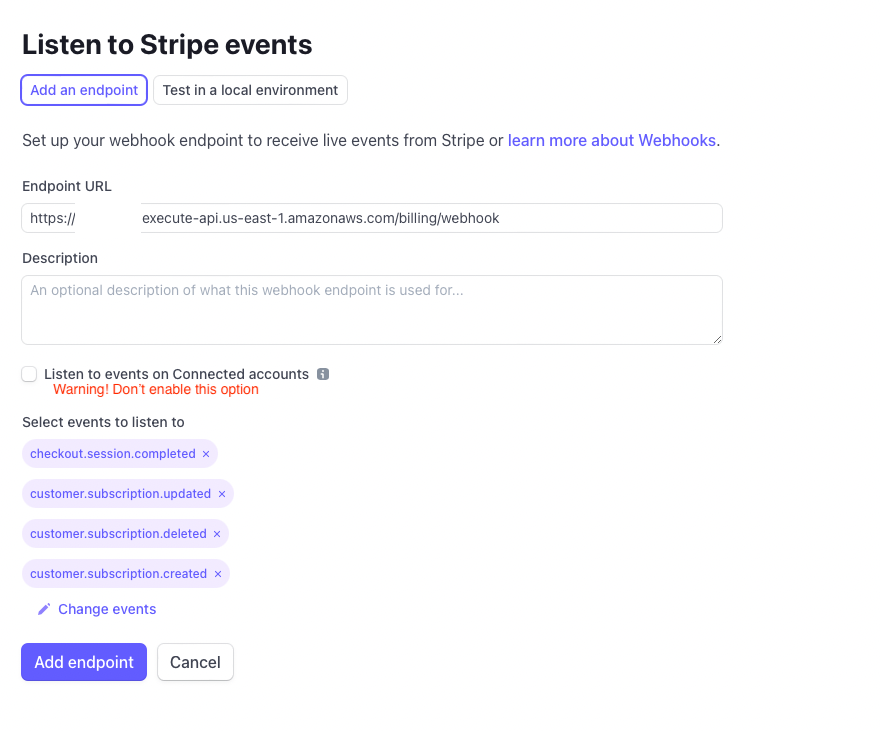 Listen to Stripe events
Add an endpoint Test in a local environment
Set up your webhook endpoint to receive live events from Stripe or learn more about Webhooks.
Endpoint URL
https:// execute-api.us-east-1.amazonaws.com/billing/webhook
Description
An optional description of what this webhook endpoint is used for...
Listen to events on Connected accounts i
Warning! Don't enable this option
Select events to listen to
checkout.session.completed ×
customer.subscription.updated ×
customer.subscription.deleted ×
customer.subscription.created ×
Change events
Add endpoint Cancel